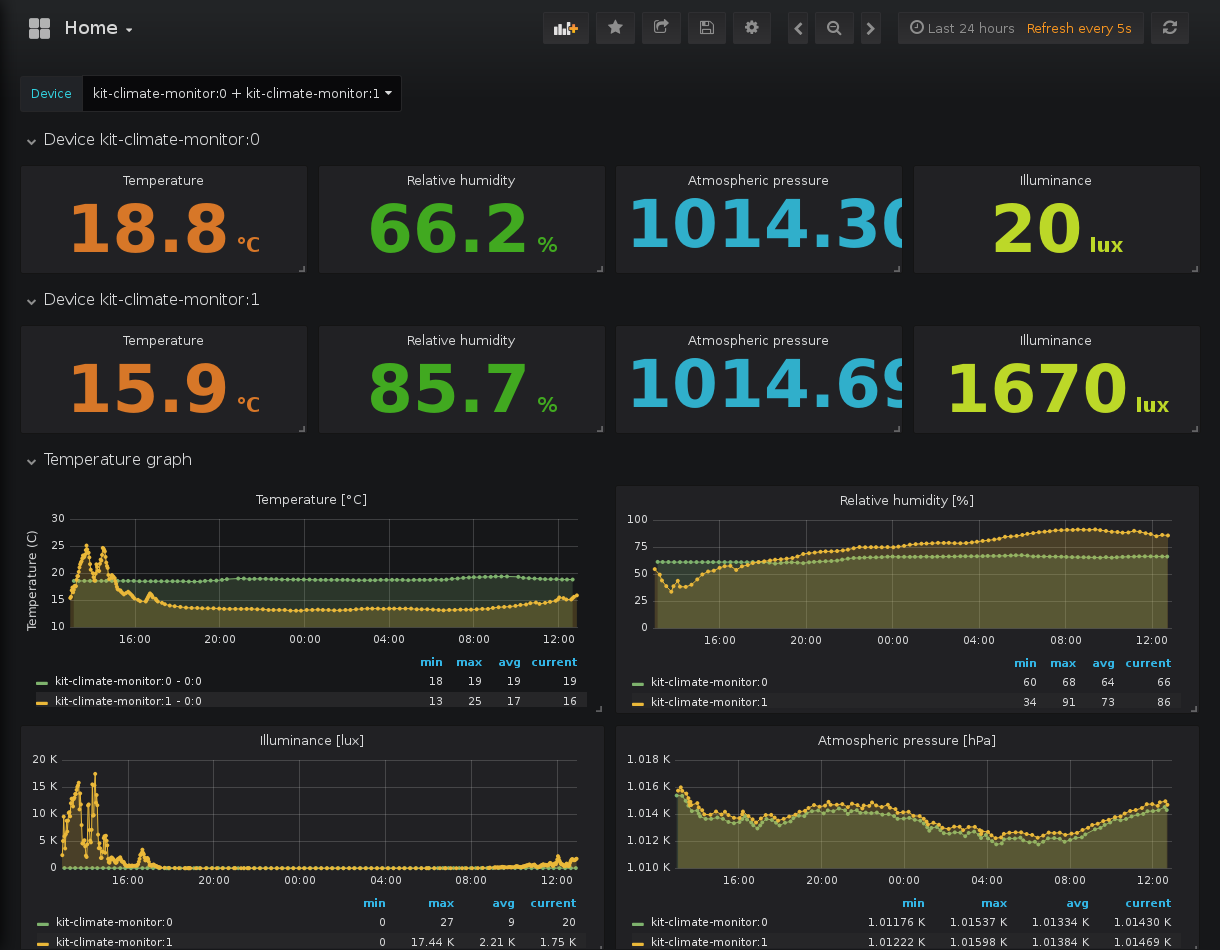 Home
Last 24 hours Refresh every 5s
Device kit-climate-monitor:0 + kit-climate-monitor:1
Device kit-climate-monitor:0
Temperature Relative humidity Atmospheric pressure Illuminance
18.8 °C 66.2 % 1014.30 20 lux
Device kit-climate-monitor:1
Temperature Relative humidity Atmospheric pressure Illuminance
15.9 °C 85.7 % 1014.69 1670 lux
Temperature graph
Temperature [°C]
Temperature (C)
30
25
20
15
10
16:00 20:00 00:00 04:00 08:00 12:00
min max avg current
kit-climate-monitor:0 - 0:0 18 19 19 19
kit-climate-monitor:1 - 0:0 13 25 17 16
Relative humidity [%]
100
75
50
25
0
16:00 20:00 00:00 04:00 08:00 12:00
min max avg current
kit-climate-monitor:0 60 68 64 66
kit-climate-monitor:1 34 91 73 86
Illuminance [lux]
20 K
15 K
10 K
5 K
0
16:00 20:00 00:00 04:00 08:00 12:00
min max avg current
kit-climate-monitor:0 0 27 9 20
kit-climate-monitor:1 0 17.44 K 2.21 K 1.75 K
Atmospheric pressure [hPa]
1.018 K
1.016 K
1.014 K
1.012 K
1.010 K
16:00 20:00 00:00 04:00 08:00 12:00
min max avg current
kit-climate-monitor:0 1.01176 K 1.01537 K 1.01334 K 1.01430 K
kit-climate-monitor:1 1.01222 K 1.01598 K 1.01384 K 1.01469 K